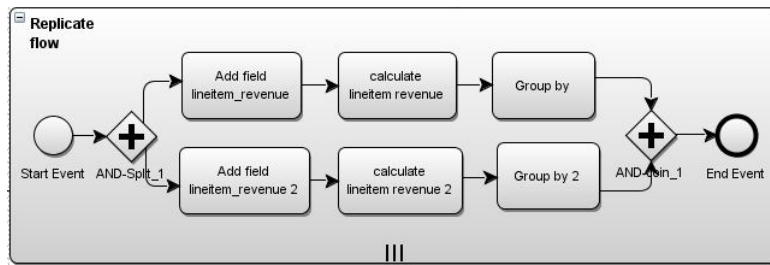 Replicate
flow
Add field
lineitem_revenue
calculate
lineitem revenue
Group by
Start Event
AND-Split_1
Add field
lineitem_revenue 2
calculate
lineitem revenue 2
Group by 2
AND-Join_1
End Event